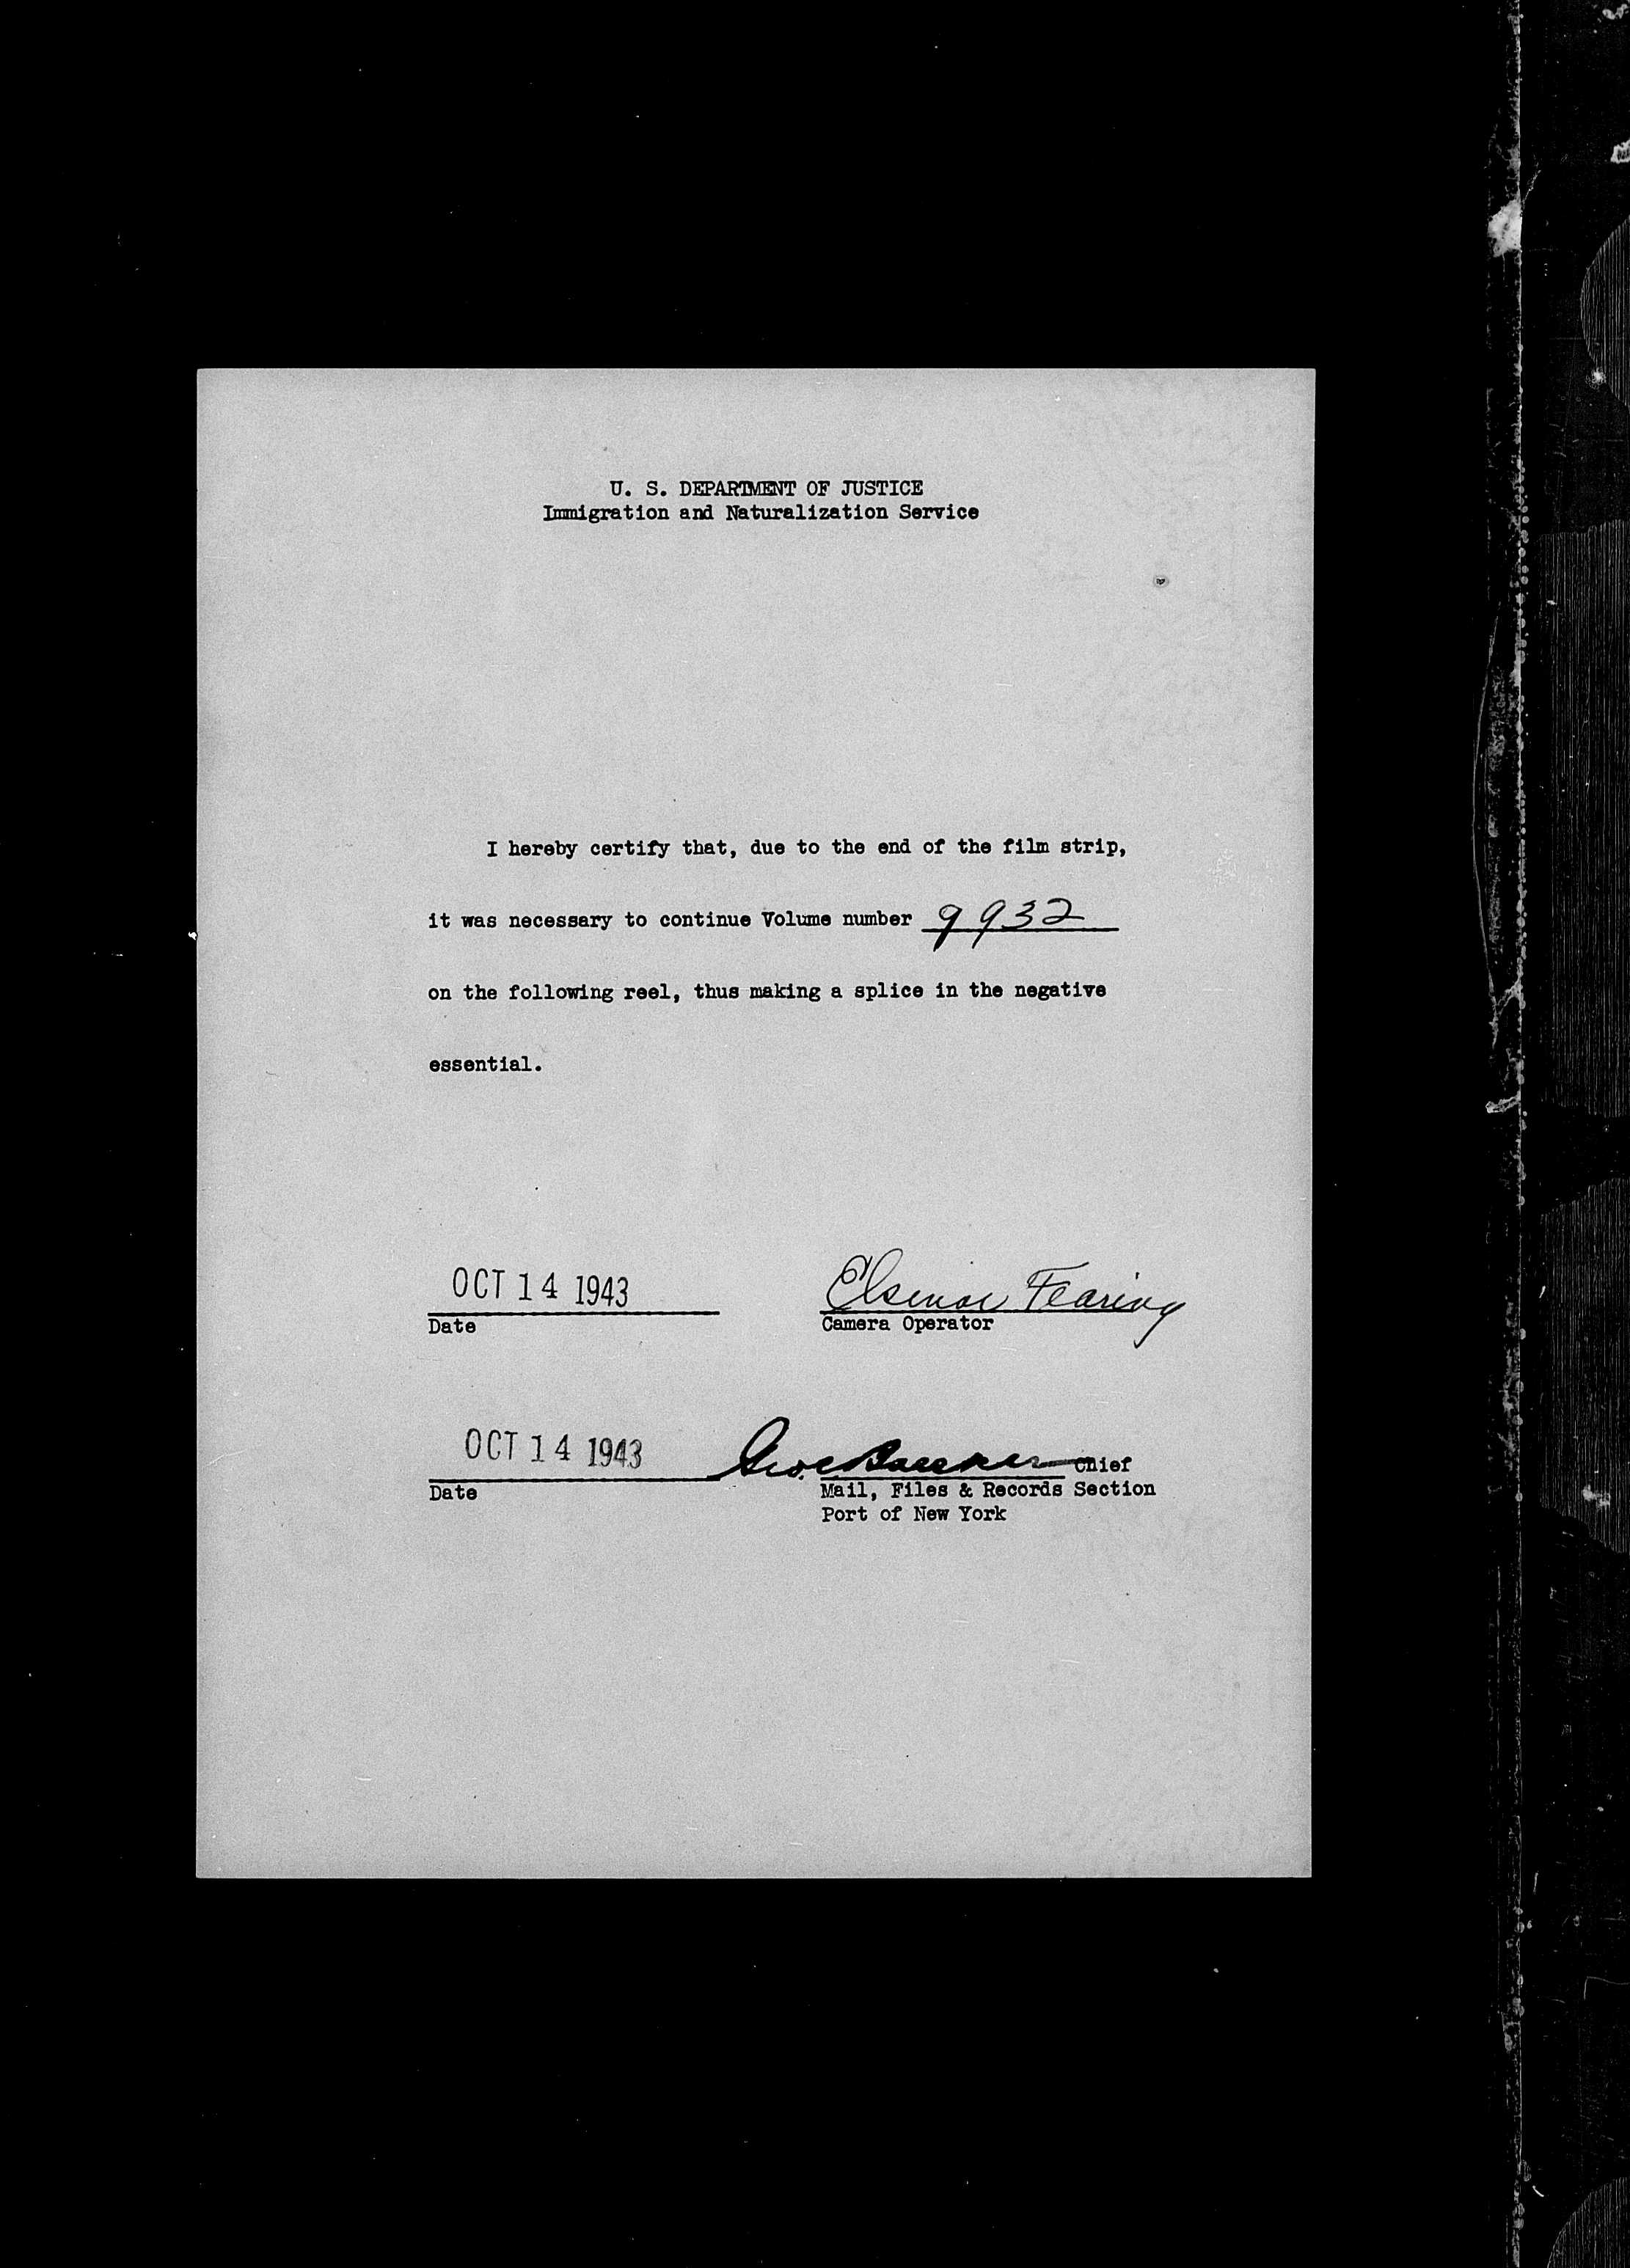 U. S. DEPARTMENT OF JUSTICE
Immigration and Naturalization Service
I hereby certify that, due to the end of the film strip,
it was necessary to continue Volume number 9932
on the following reel, thus making a splice in the negative
essential.
OCT 14 1943 Elsinor Fearing
Date Camera Operator
OCT 14 1943 Chief
Date Mail, Files & Records Section
Port of New York